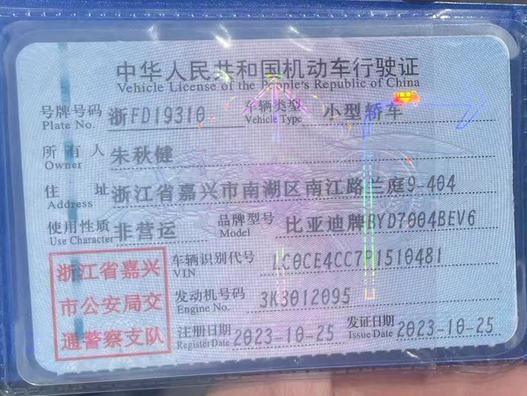 中华人民共和国机动车行驶证
Vehicle License of the People's Republic of China
号牌号码 浙FD19310 车辆类型 小型轿车
Plate No. Vehicle Type
所有人 朱秋健
Owner
住址 浙江省嘉兴市南湖区南江路兰庭9-404
Address
使用性质 非营运 品牌型号 比亚迪牌BYD7004BEV6
Use Character Model
浙江省嘉兴
市公安局交
通警察支队
车辆识别代号 LC0CE4CC7P1510481
VIN
发动机号码 3K3012095
Engine No.
注册日期 2023-10-25 发证日期 2023-10-25
Register Date Issue Date